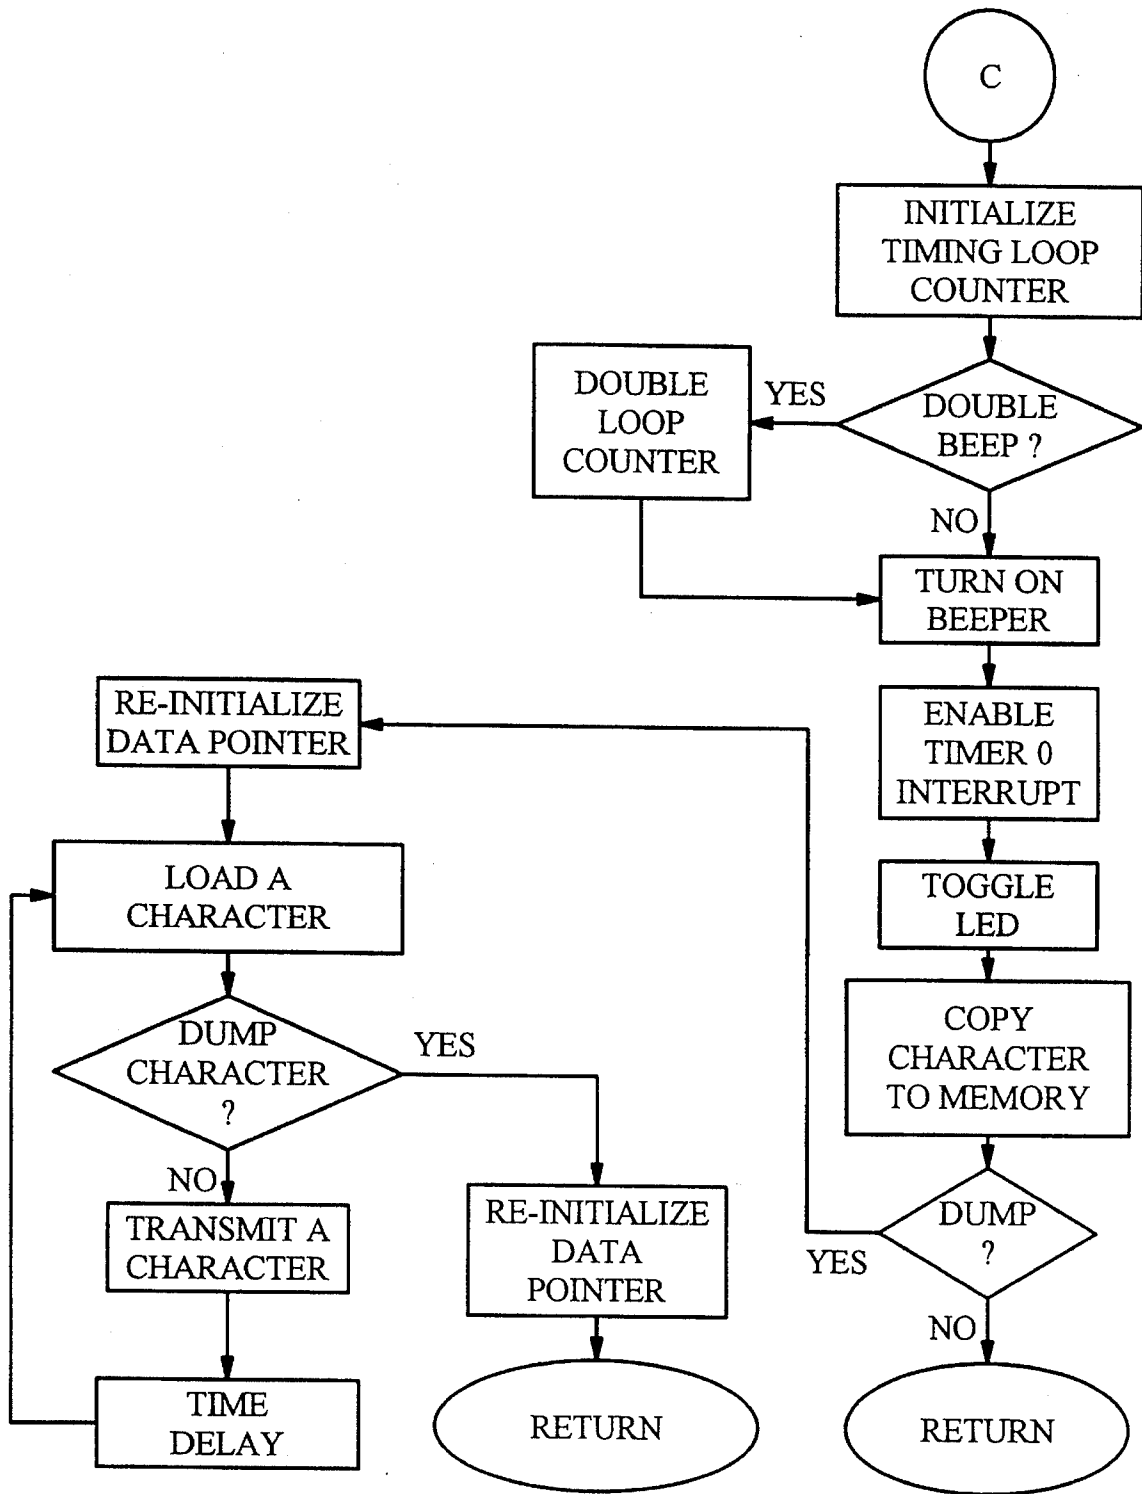 C
INITIALIZE
TIMING LOOP
COUNTER
DOUBLE
BEEP ?
YES
DOUBLE
LOOP
COUNTER
NO
TURN ON
BEEPER
ENABLE
TIMER 0
INTERRUPT
TOGGLE
LED
COPY
CHARACTER
TO MEMORY
DUMP
?
YES
NO
RETURN
RE-INITIALIZE
DATA POINTER
LOAD A
CHARACTER
DUMP
CHARACTER
?
YES
NO
TRANSMIT A
CHARACTER
TIME
DELAY
RE-INITIALIZE
DATA
POINTER
RETURN